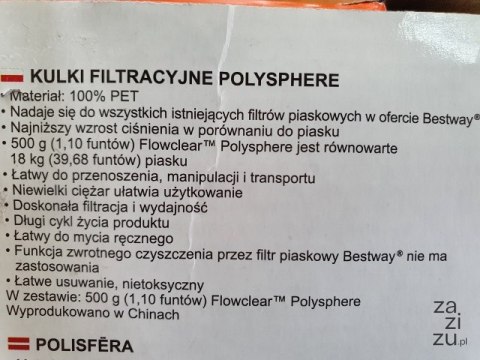 KULKI FILTRACYJNE POLYSPHERE
• Materiał: 100% PET
• Nadaje się do wszystkich istniejących filtrów piaskowych w ofercie Bestway®
• Najniższy wzrost ciśnienia w porównaniu do piasku
• 500 g (1,10 funtów) Flowclear™ Polysphere jest równowarte
18 kg (39,68 funtów) piasku
• Łatwy do przenoszenia, manipulacji i transportu
• Niewielki ciężar ułatwia użytkowanie
• Doskonała filtracja i wydajność
• Długi cykl życia produktu
• Łatwy do mycia ręcznego
• Funkcja zwrotnego czyszczenia przez filtr piaskowy Bestway® nie ma
zastosowania
• Łatwe usuwanie, nietoksyczny
W zestawie: 500 g (1,10 funtów) Flowclear™ Polysphere
Wyprodukowano w Chinach
za
zi
zu.pl
POLISFĒRA